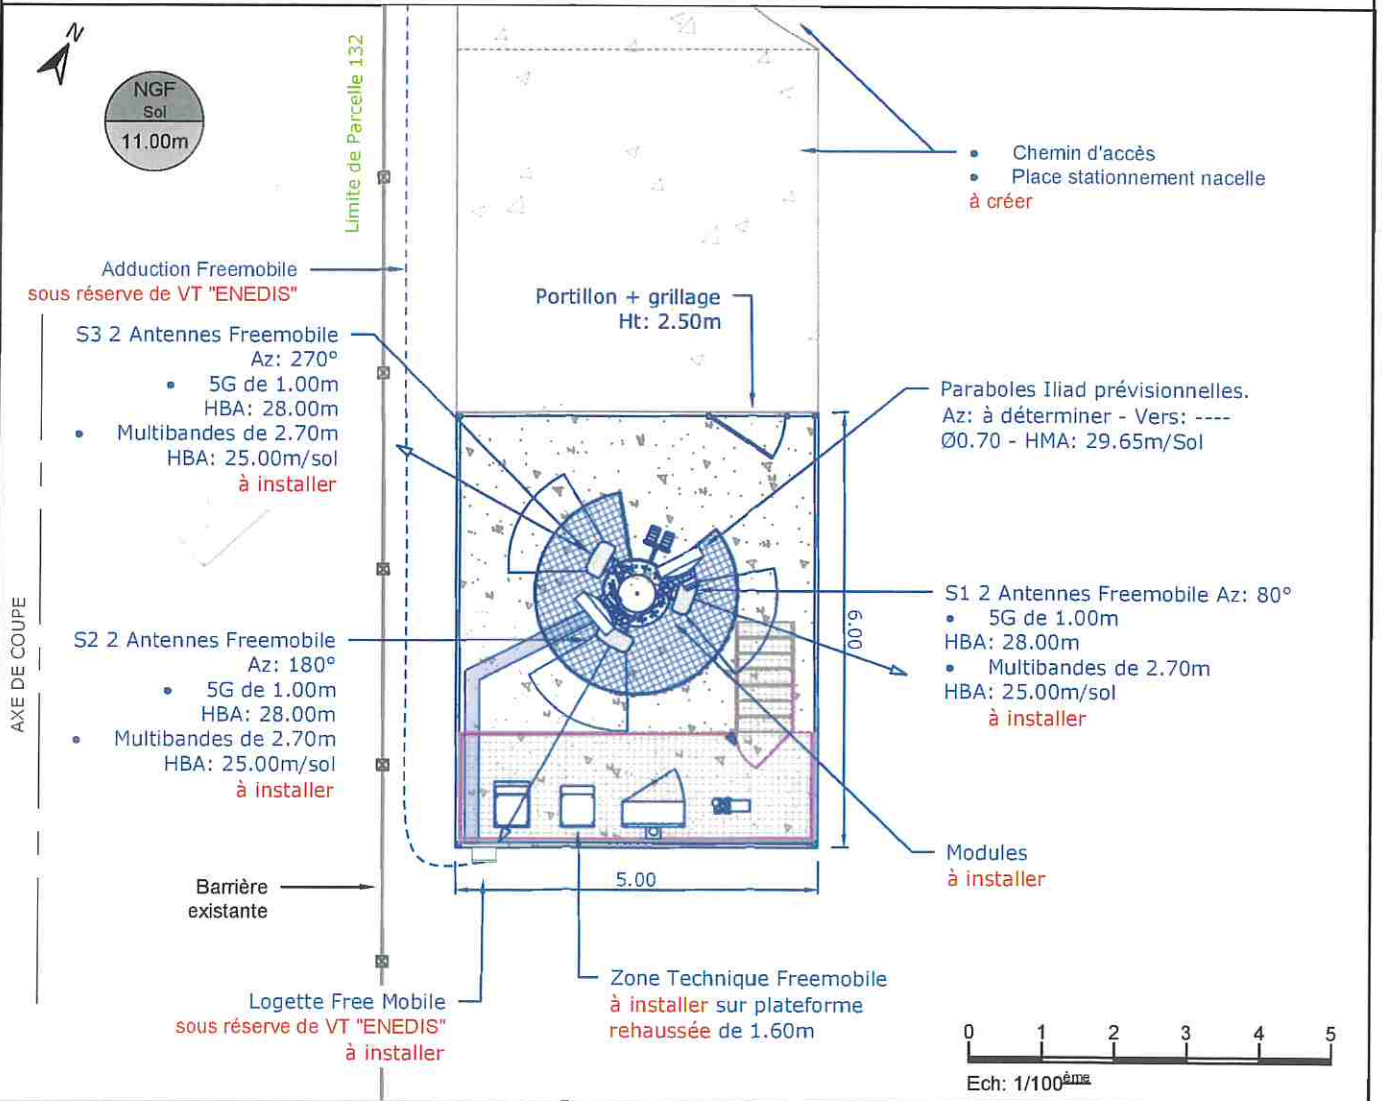 N
NGF
Sol
11.00m
Limite de Parcelle 132
• Chemin d'accès
• Place stationnement nacelle
à créer
Adduction Freemobile
sous réserve de VT "ENEDIS"
Portillon + grillage
Ht: 2.50m
S3 2 Antennes Freemobile
Az: 270°
• 5G de 1.00m
HBA: 28.00m
• Multibandes de 2.70m
HBA: 25.00m/sol
à installer
Paraboles Iliad prévisionnelles.
Az: à déterminer - Vers: ----
Ø0.70 - HMA: 29.65m/Sol
AXE DE COUPE
S2 2 Antennes Freemobile
Az: 180°
• 5G de 1.00m
HBA: 28.00m
• Multibandes de 2.70m
HBA: 25.00m/sol
à installer
S1 2 Antennes Freemobile Az: 80°
• 5G de 1.00m
HBA: 28.00m
• Multibandes de 2.70m
HBA: 25.00m/sol
à installer
6.00
Modules
à installer
5.00
Barrière
existante
Logette Free Mobile
sous réserve de VT "ENEDIS"
à installer
Zone Technique Freemobile
à installer sur plateforme
rehaussée de 1.60m
0 1 2 3 4 5
Ech: 1/100ème